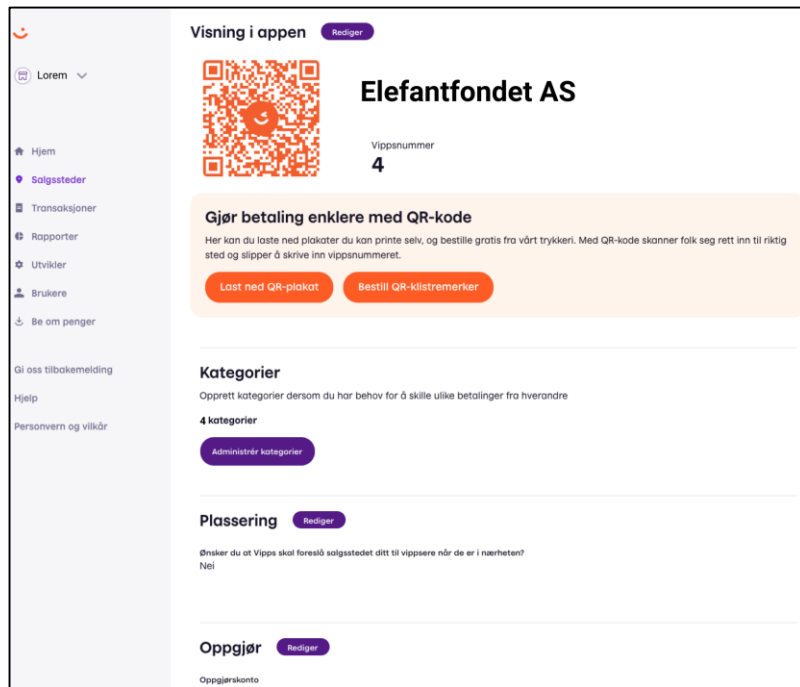 Lorem
Hjem
Salgssteder
Transaksjoner
Rapporter
Utvikler
Brukere
Be om penger
Gi oss tilbakemelding
Hjelp
Personvern og vilkår
Visning i appen Rediger
Elefantfondet AS
Vippsnummer
4
Gjør betaling enklere med QR-kode
Her kan du laste ned plakater du kan printe selv, og bestille gratis fra vårt trykkeri. Med QR-kode skanner folk seg rett inn til riktig
sted og slipper å skrive inn vippsnummeret.
Last ned QR-plakat Bestill QR-klistremerker
Kategorier
Opprett kategorier dersom du har behov for å skille ulike betalinger fra hverandre
4 kategorier
Administrér kategorier
Plassering Rediger
Ønsker du at Vipps skal foreslå salgsstedet ditt til vippsere når de er i nærheten?
Nei
Oppgjør Rediger
Oppgjørskonto